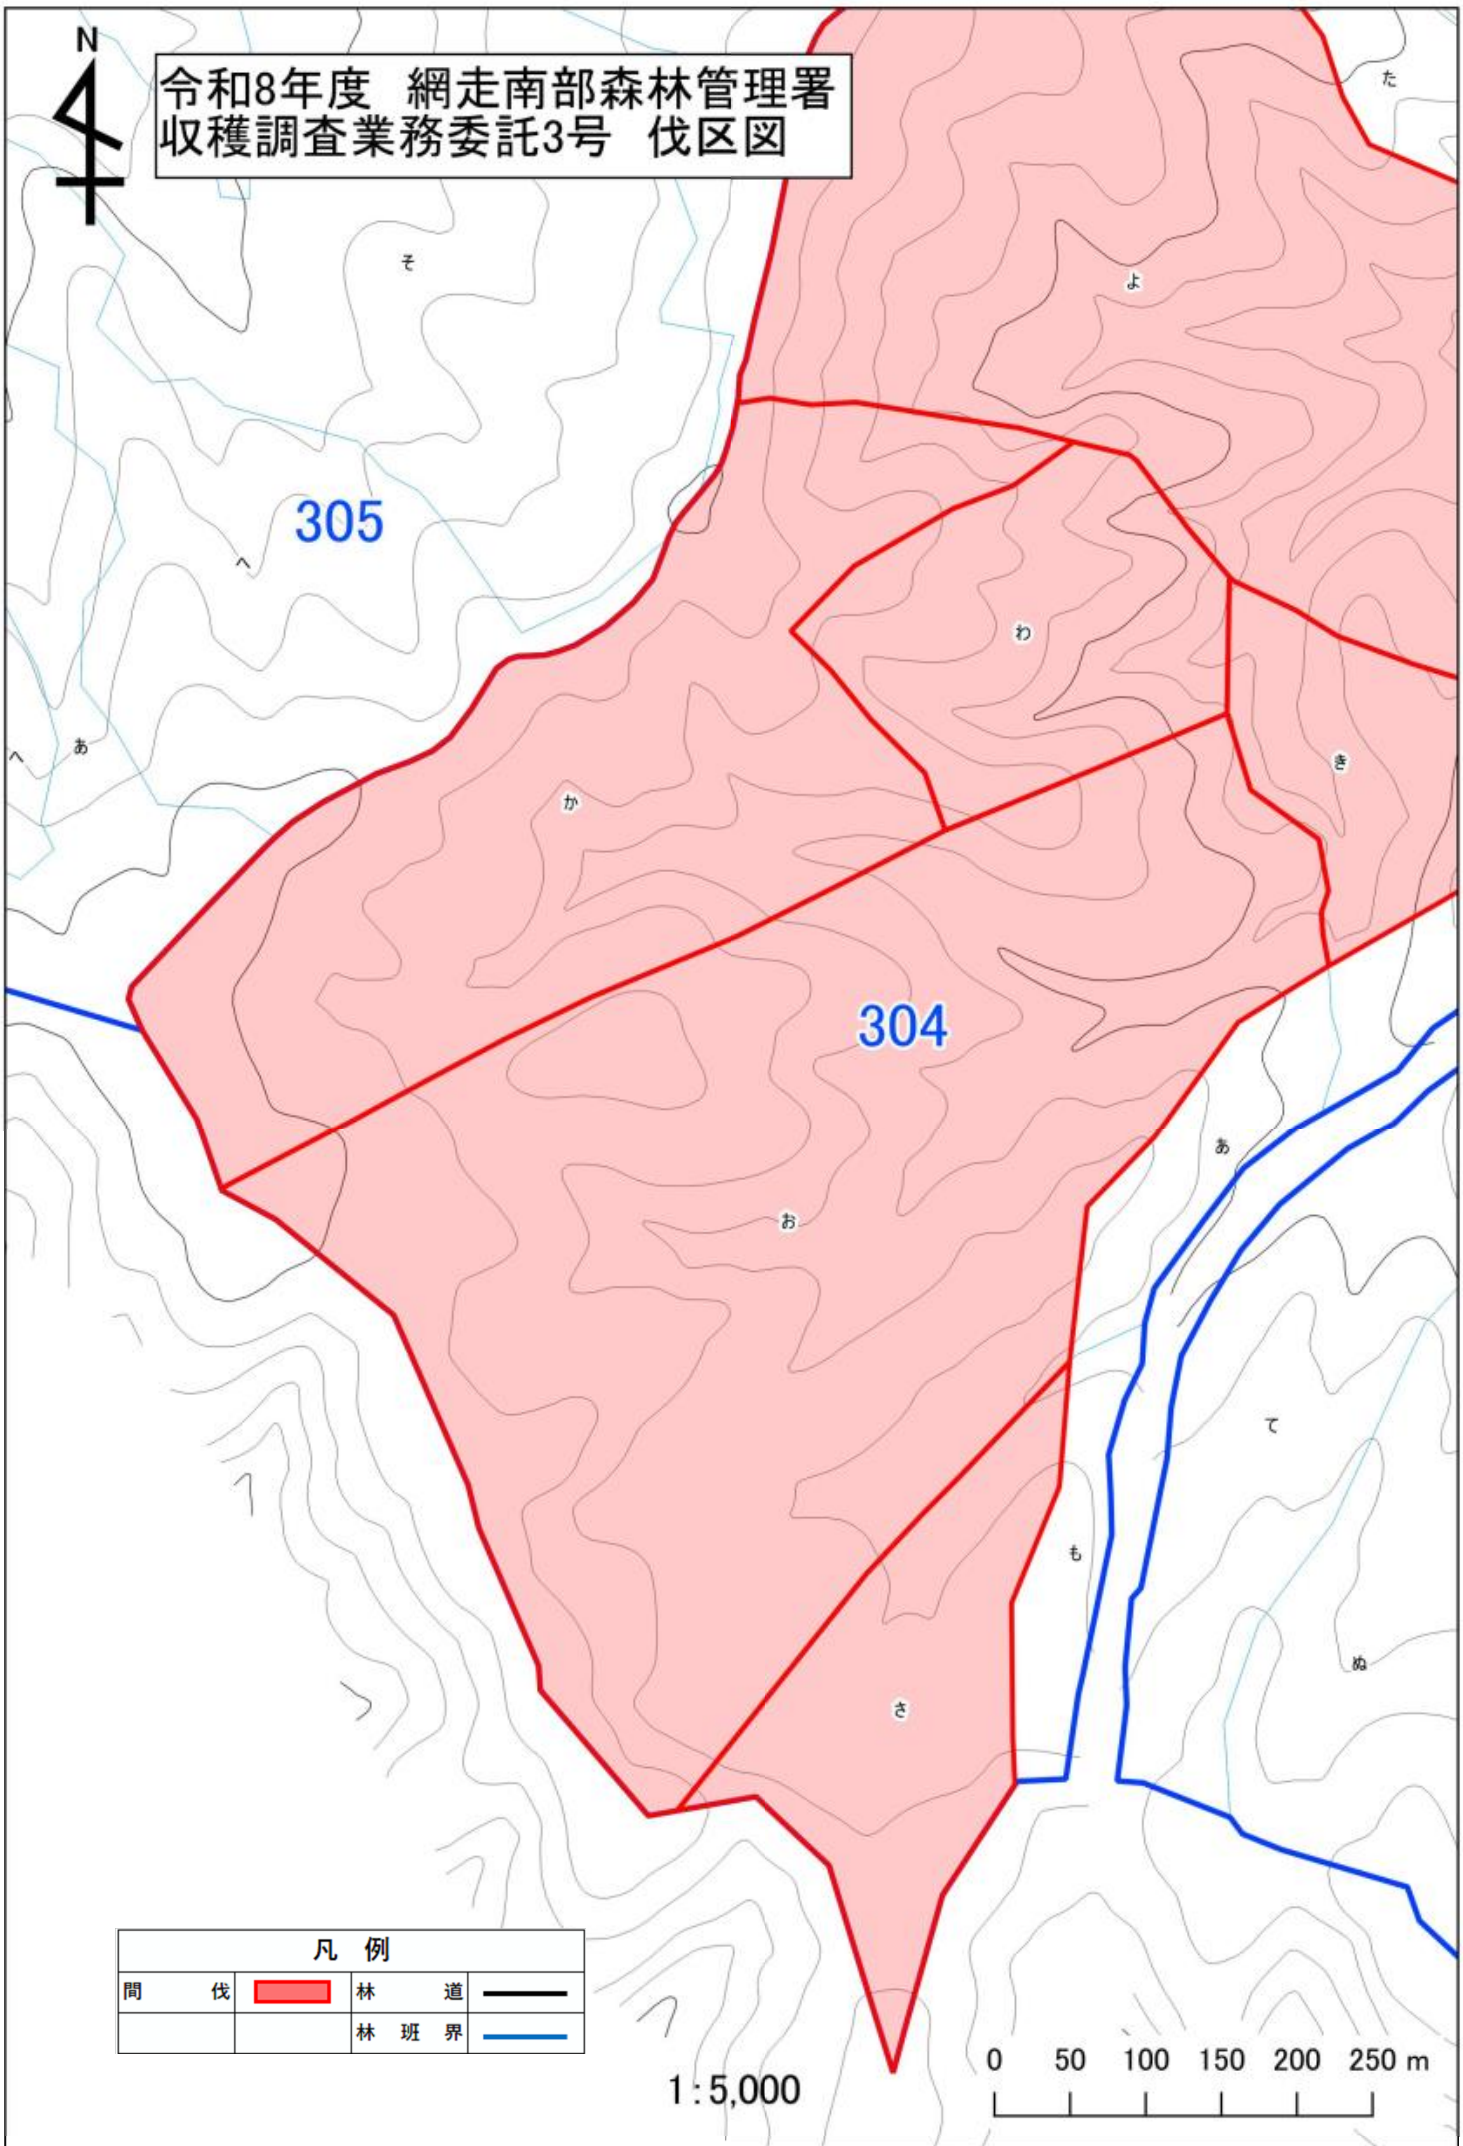 N
令和8年度 網走南部森林管理署
収穫調査業務委託3号 伐区図
た
そ
よ
305
へ
わ
へ
あ
か
き
304
あ
お
て
も
ぬ
さ
凡 例
間 伐
林 道
林 班 界
1:5,000
0 50 100 150 200 250 m